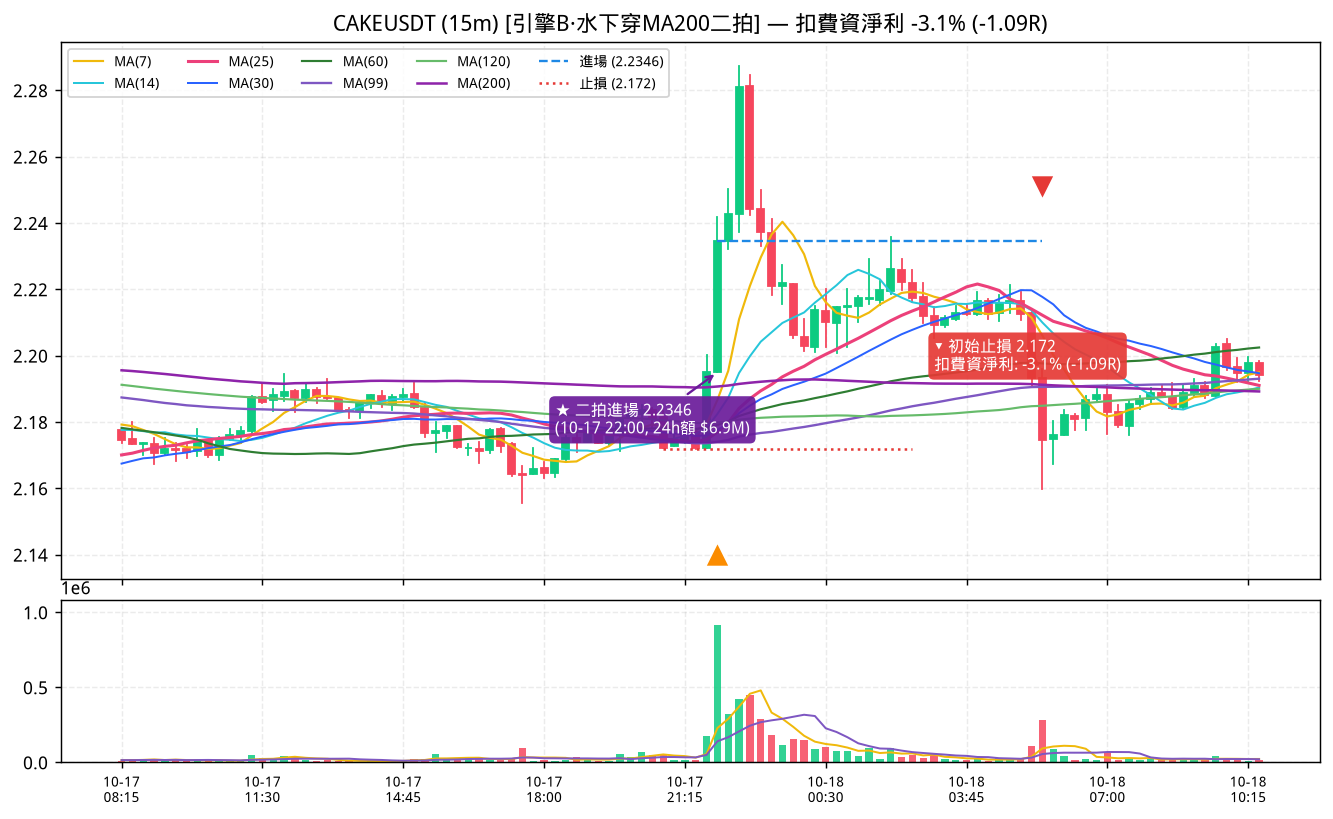 CAKEUSDT (15m) [引擎B·水下穿MA200二拍] — 扣費資淨利 -3.1% (-1.09R)
MA(7) MA(25) MA(60) MA(120) 進場 (2.2346)
MA(14) MA(30) MA(99) MA(200) 止損 (2.172)
2.28
2.26
2.24
2.22
2.20
2.18
2.16
2.14
▾ 初始止損 2.172
扣費資淨利: -3.1% (-1.09R)
★ 二拍進場 2.2346
(10-17 22:00, 24h額 $6.9M)
1e6
1.0
0.5
0.0
10-17 10-17 10-17 10-17 10-17 10-18 10-18 10-18 10-18
08:15 11:30 14:45 18:00 21:15 00:30 03:45 07:00 10:15